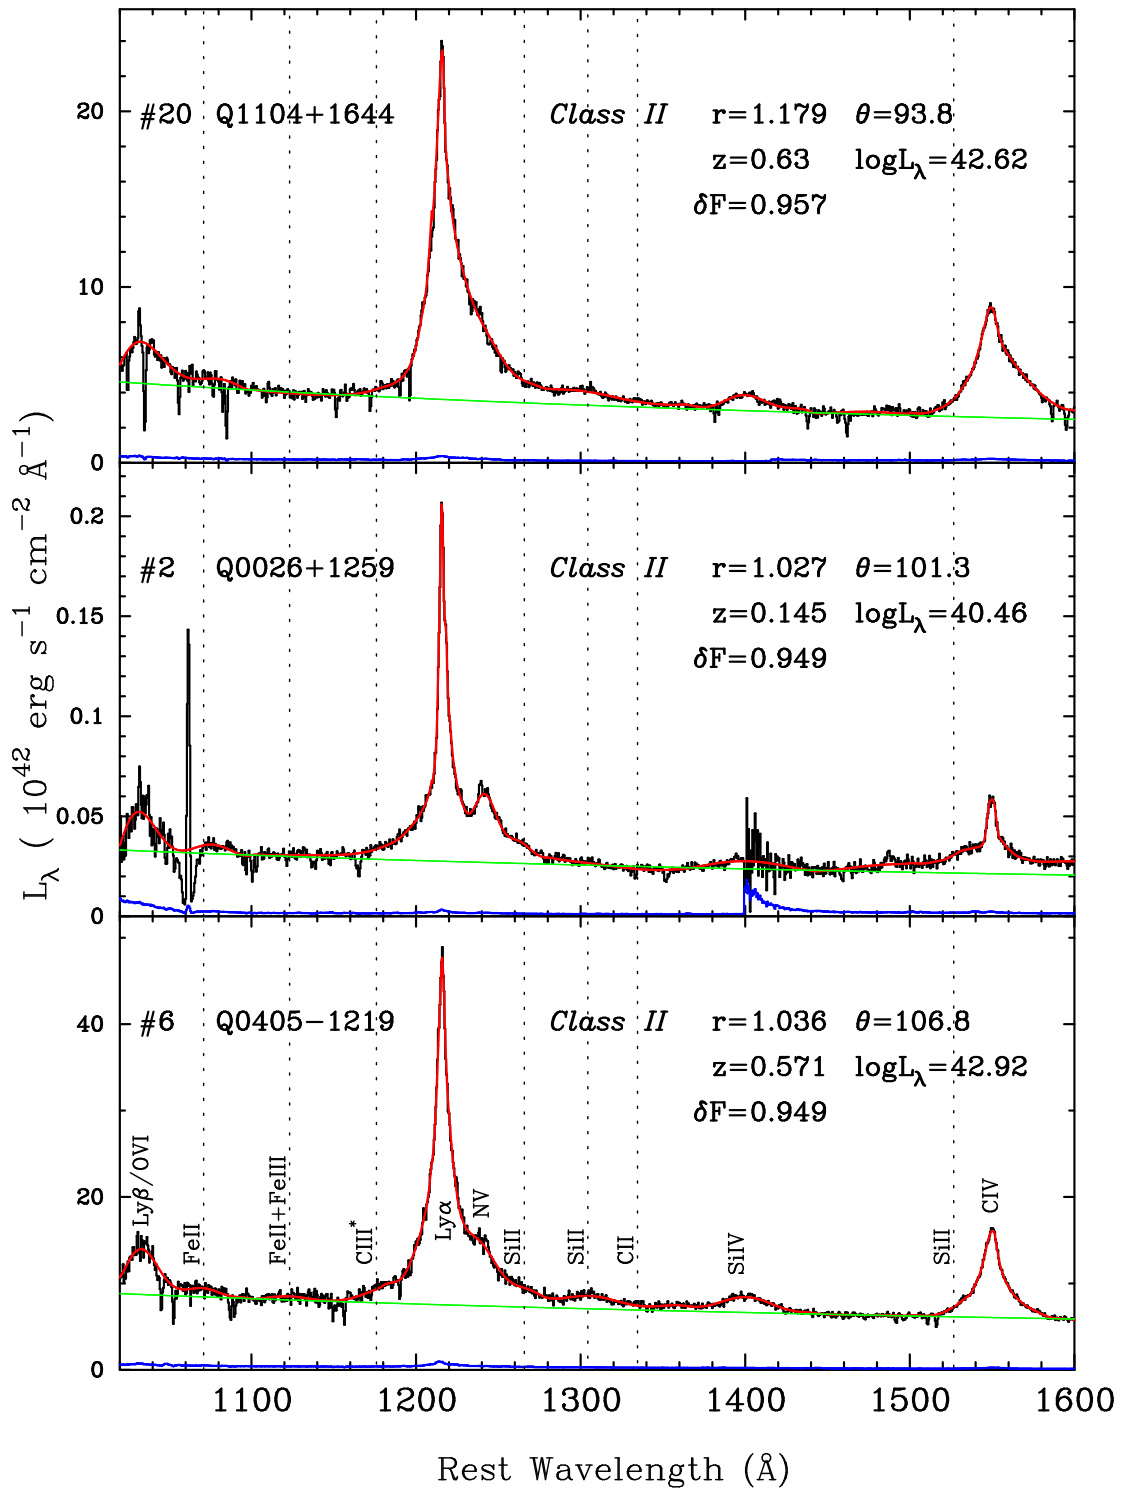 #20 Q1104+1644 Class II r=1.179 θ=93.8
z=0.63 logLλ=42.62
δF=0.957
20
10
0
#2 Q0026+1259 Class II r=1.027 θ=101.3
z=0.145 logLλ=40.46
δF=0.949
0.2
0.15
0.1
0.05
0
#6 Q0405−1219 Class II r=1.036 θ=106.8
z=0.571 logLλ=42.92
δF=0.949
40
20
0
Lyβ/OVI
FeII
FeII+FeIII
CIII*
Lyα
NV
SiII
SiII
CII
SiIV
SiII
CIV
1100 1200 1300 1400 1500 1600
Rest Wavelength (Å)
Lλ ( 10⁴² erg s⁻¹ cm⁻² Å⁻¹)